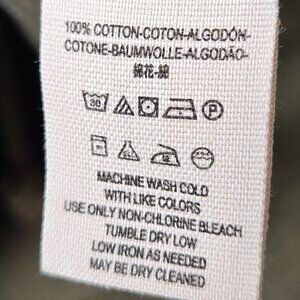 100% COTTON-COTON-ALGODÓN-
COTONE-BAUMWOLLE-ALGODÃO-
棉花-綿
30 P
MACHINE WASH COLD
WITH LIKE COLORS
USE ONLY NON-CHLORINE BLEACH
TUMBLE DRY LOW
LOW IRON AS NEEDED
MAY BE DRY CLEANED